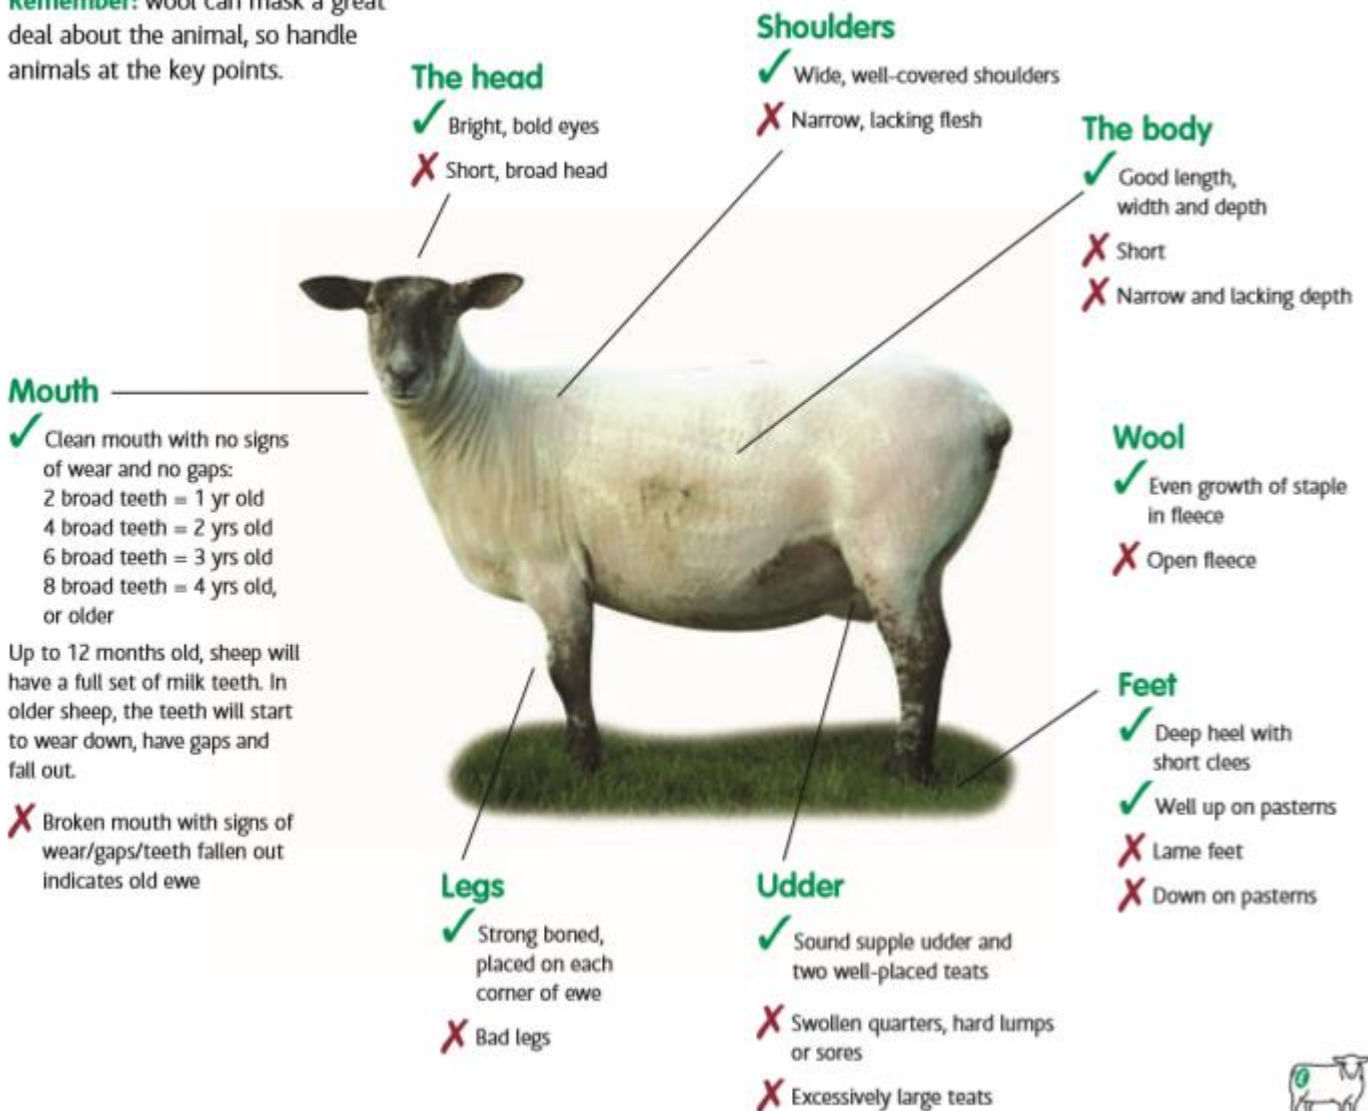 Remember: wool can mask a great
deal about the animal, so handle
animals at the key points.
The head
Bright, bold eyes
Short, broad head
Shoulders
Wide, well-covered shoulders
Narrow, lacking flesh
The body
Good length,
width and depth
Short
Narrow and lacking depth
Mouth
Clean mouth with no signs
of wear and no gaps:
2 broad teeth = 1 yr old
4 broad teeth = 2 yrs old
6 broad teeth = 3 yrs old
8 broad teeth = 4 yrs old,
or older
Up to 12 months old, sheep will
have a full set of milk teeth. In
older sheep, the teeth will start
to wear down, have gaps and
fall out.
Broken mouth with signs of
wear/gaps/teeth fallen out
indicates old ewe
Wool
Even growth of staple
in fleece
Open fleece
Feet
Deep heel with
short clees
Well up on pasterns
Lame feet
Down on pasterns
Legs
Strong boned,
placed on each
corner of ewe
Bad legs
Udder
Sound supple udder and
two well-placed teats
Swollen quarters, hard lumps
or sores
Excessively large teats